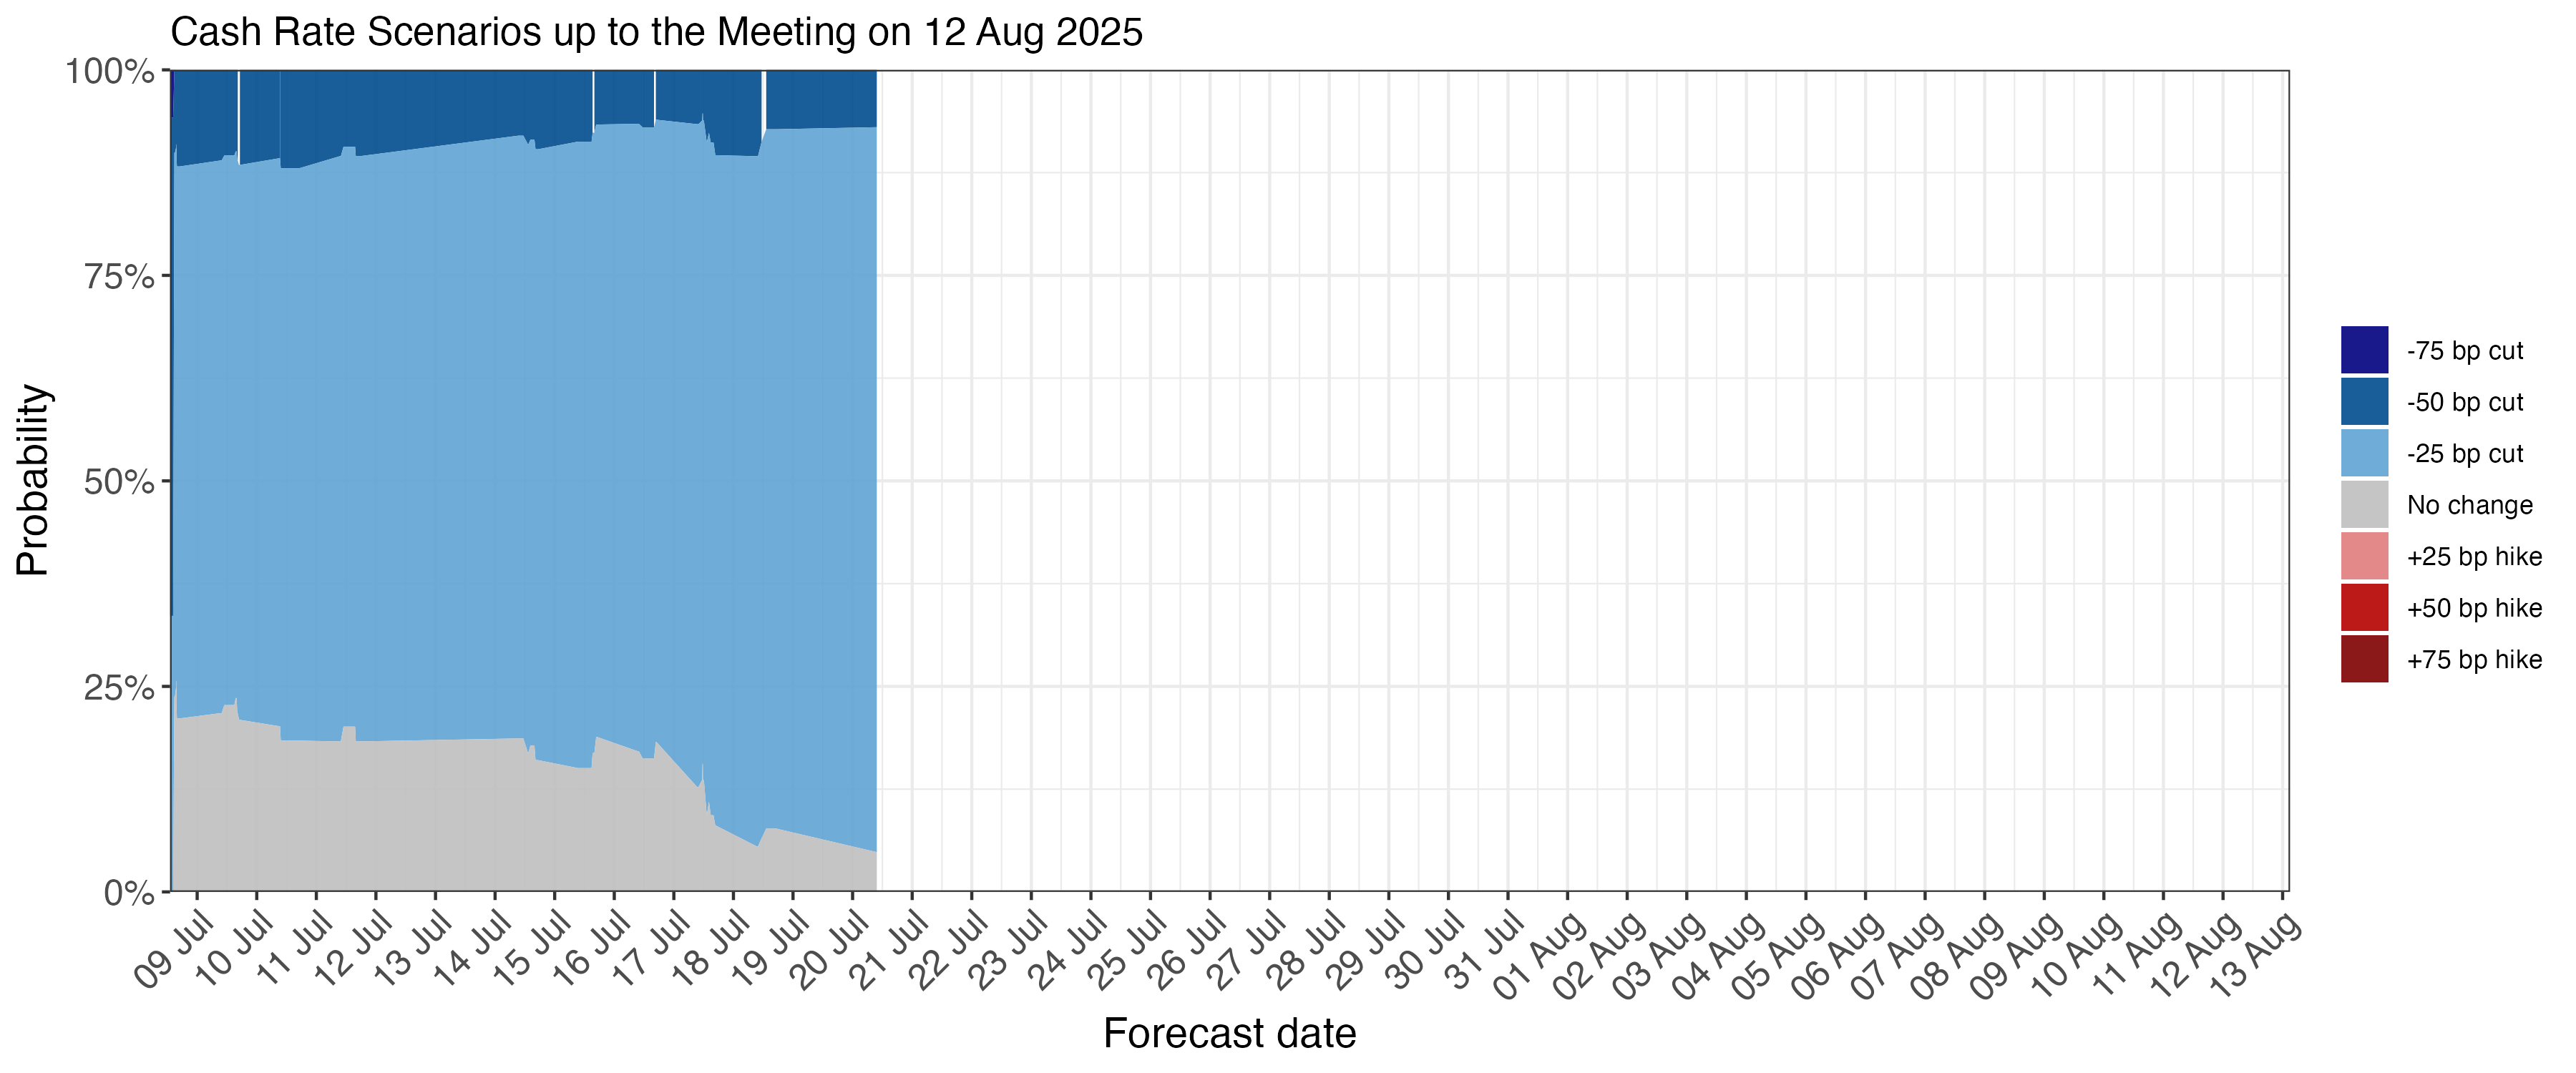 Cash Rate Scenarios up to the Meeting on 12 Aug 2025
100%
75%
50%
25%
0%
Probability
09 Jul
10 Jul
11 Jul
12 Jul
13 Jul
14 Jul
15 Jul
16 Jul
17 Jul
18 Jul
19 Jul
20 Jul
21 Jul
22 Jul
23 Jul
24 Jul
25 Jul
26 Jul
27 Jul
28 Jul
29 Jul
30 Jul
31 Jul
01 Aug
02 Aug
03 Aug
04 Aug
05 Aug
06 Aug
07 Aug
08 Aug
09 Aug
10 Aug
11 Aug
12 Aug
13 Aug
Forecast date
-75 bp cut
-50 bp cut
-25 bp cut
No change
+25 bp hike
+50 bp hike
+75 bp hike